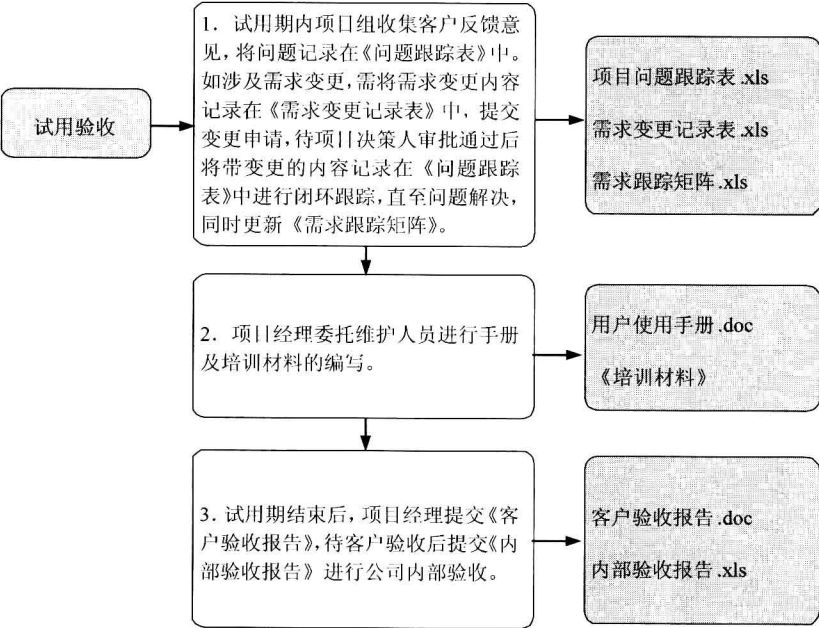 试用验收
1. 试用期内项目组收集客户反馈意
见，将问题记录在《问题跟踪表》中。
如涉及需求变更，需将需求变更内容
记录在《需求变更记录表》中，提交
变更申请，待项目决策人审批通过后
将带变更的内容记录在《问题跟踪
表》中进行闭环跟踪，直至问题解决，
同时更新《需求跟踪矩阵》。
项目问题跟踪表.xls
需求变更记录表.xls
需求跟踪矩阵.xls
2. 项目经理委托维护人员进行手册
及培训材料的编写。
用户使用手册.doc
《培训材料》
3. 试用期结束后，项目经理提交《客
户验收报告》，待客户验收后提交《内
部验收报告》进行公司内部验收。
客户验收报告.doc
内部验收报告.xls